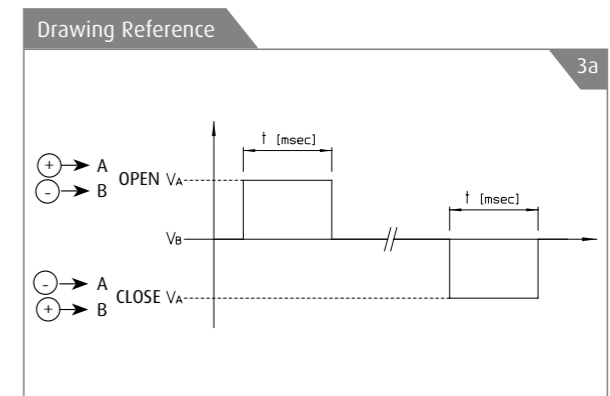 Drawing Reference
3a
t [msec]
+ A
- B
OPEN VA
t [msec]
VB
- A
+ B
CLOSE VA